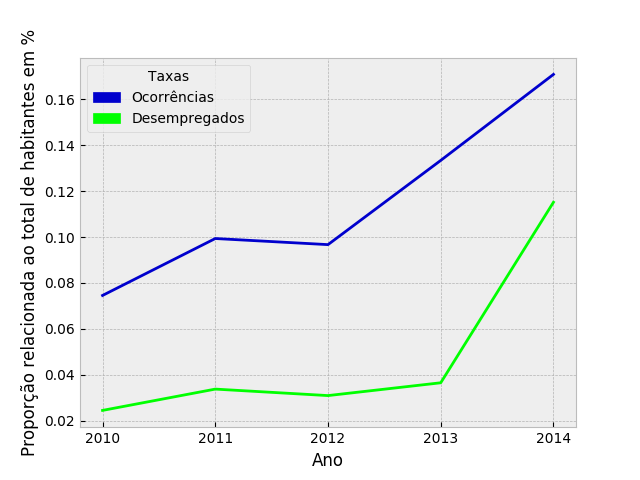 Proporção relacionada ao total de habitantes em %
Taxas
Ocorrências
Desempregados
0.16
0.14
0.12
0.10
0.08
0.06
0.04
0.02
2010 2011 2012 2013 2014
Ano